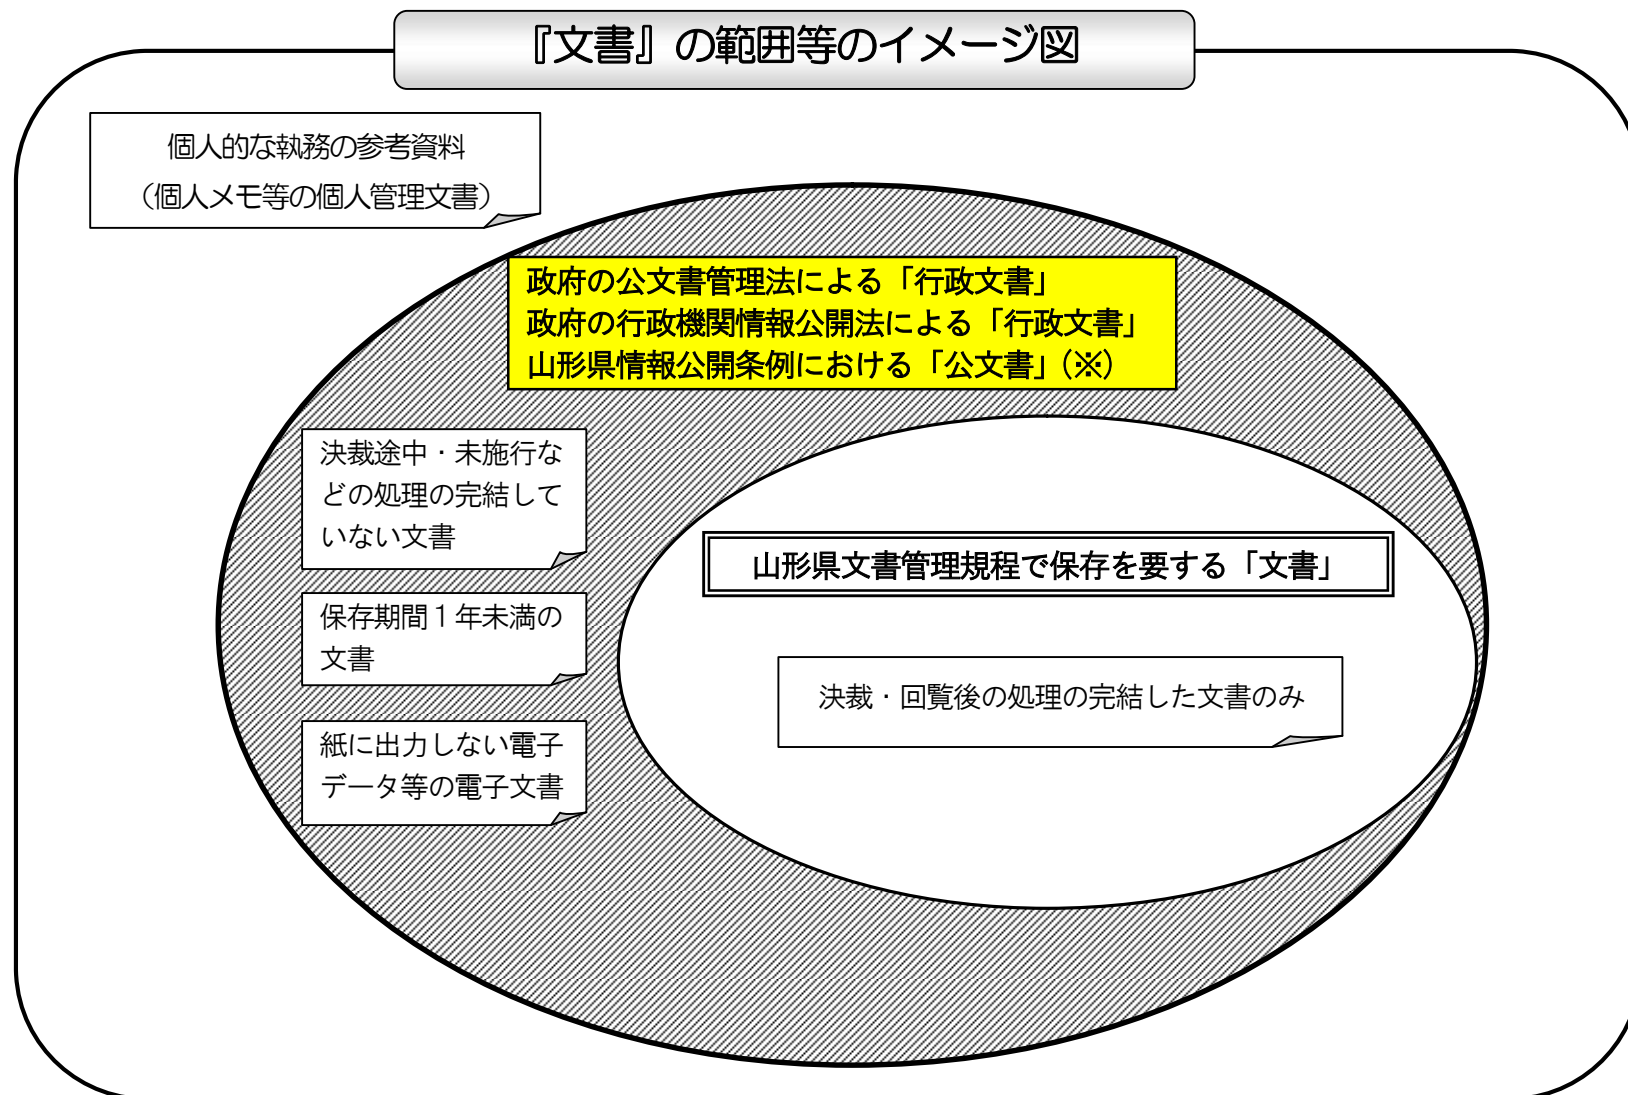 『文書』の範囲等のイメージ図
個人的な執務の参考資料
（個人メモ等の個人管理文書）
政府の公文書管理法による「行政文書」
政府の行政機関情報公開法による「行政文書」
山形県情報公開条例における「公文書」（※）
決裁途中・未施行な
どの処理の完結して
いない文書
保存期間１年未満の
文書
紙に出力しない電子
データ等の電子文書
山形県文書管理規程で保存を要する「文書」
決裁・回覧後の処理の完結した文書のみ